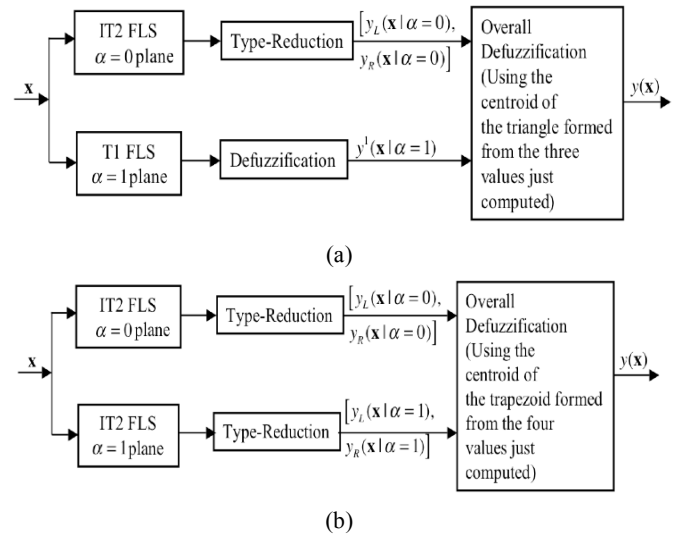 x
IT2 FLS
α = 0 plane
Type-Reduction
[y_L(x | α = 0),
y_R(x | α = 0)]
T1 FLS
α = 1 plane
Defuzzification
y¹(x | α = 1)
Overall
Defuzzification
(Using the
centroid of
the triangle formed
from the three
values just
computed)
y(x)
(a)
x
IT2 FLS
α = 0 plane
Type-Reduction
[y_L(x | α = 0),
y_R(x | α = 0)]
IT2 FLS
α = 1 plane
Type-Reduction
[y_L(x | α = 1),
y_R(x | α = 1)]
Overall
Defuzzification
(Using the
centroid of
the trapezoid formed
from the four
values just
computed)
y(x)
(b)